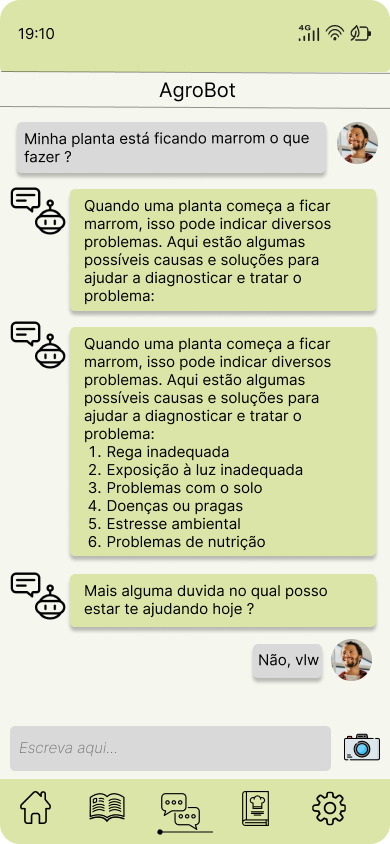 19:10
4G
AgroBot
Minha planta está ficando marrom o que
fazer ?
Quando uma planta começa a ficar
marrom, isso pode indicar diversos
problemas. Aqui estão algumas
possíveis causas e soluções para
ajudar a diagnosticar e tratar o
problema:
Quando uma planta começa a ficar
marrom, isso pode indicar diversos
problemas. Aqui estão algumas
possíveis causas e soluções para
ajudar a diagnosticar e tratar o
problema:
1. Rega inadequada
2. Exposição à luz inadequada
3. Problemas com o solo
4. Doenças ou pragas
5. Estresse ambiental
6. Problemas de nutrição
Mais alguma duvida no qual posso
estar te ajudando hoje ?
Não, vlw
Escreva aqui...